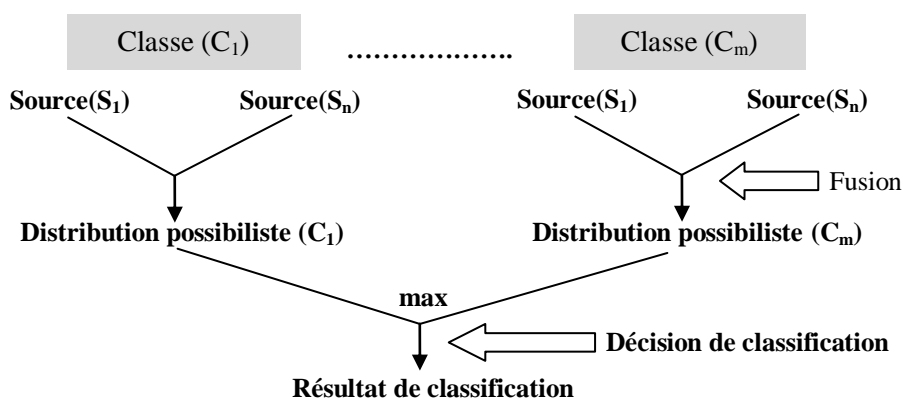 Classe (C1) ..................... Classe (Cm)
Source(S1) Source(Sn) Source(S1) Source(Sn)
Fusion
Distribution possibiliste (C1) Distribution possibiliste (Cm)
max
Décision de classification
Résultat de classification